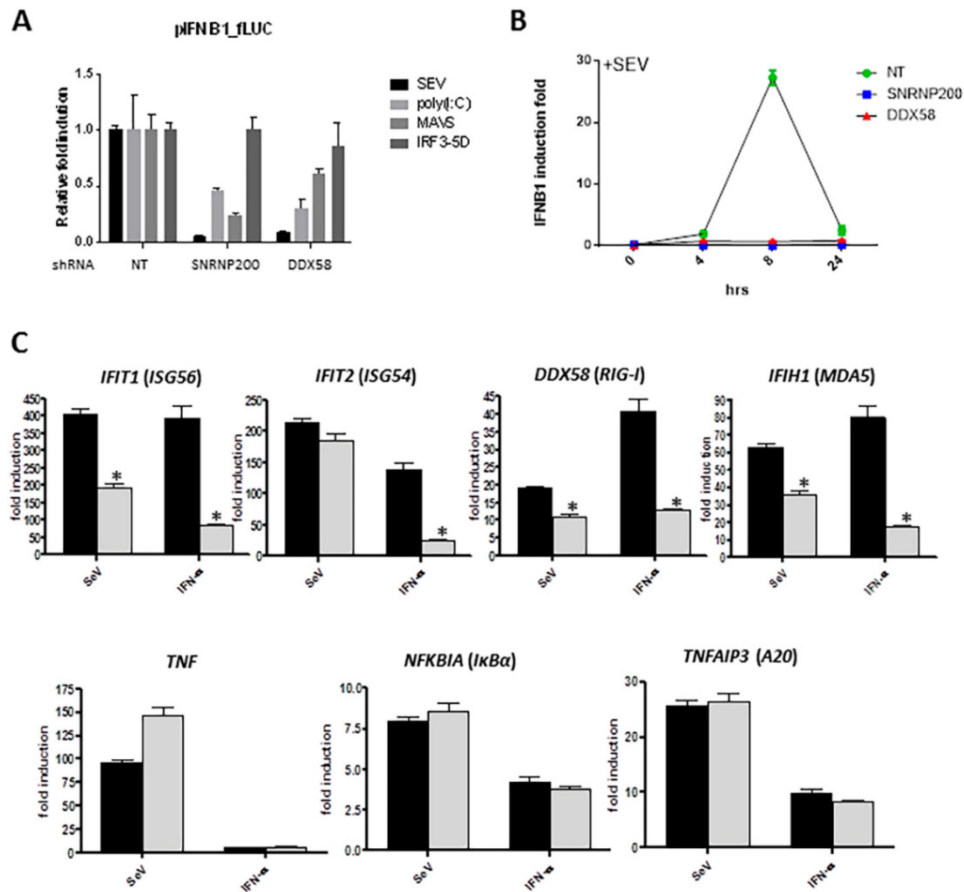 A
pIFNB1_fLUC
Relative fold indution
1.5
1.0
0.5
0.0
SEV
poly(I:C)
MAVS
IRF3-5D
shRNA NT SNRNP200 DDX58
B
+SEV
IFNB1 induction fold
30
20
10
0
0 4 8 24
hrs
NT
SNRNP200
DDX58
C
IFIT1 (ISG56)
fold induction
450
400
350
300
250
200
150
100
50
0
* *
SeV IFN-α
IFIT2 (ISG54)
fold induction
250
200
150
100
50
0
*
SeV IFN-α
DDX58 (RIG-I)
fold induction
45
40
35
30
25
20
15
10
5
0
* *
SeV IFN-α
IFIH1 (MDA5)
fold induction
90
80
70
60
50
40
30
20
10
0
* *
SeV IFN-α
TNF
fold induction
175
150
125
100
75
50
25
0
SeV IFN-α
NFKBIA (IκBα)
fold induction
10.0
7.5
5.0
2.5
0.0
SeV IFN-α
TNFAIP3 (A20)
fold induction
30
20
10
0
SeV IFN-α